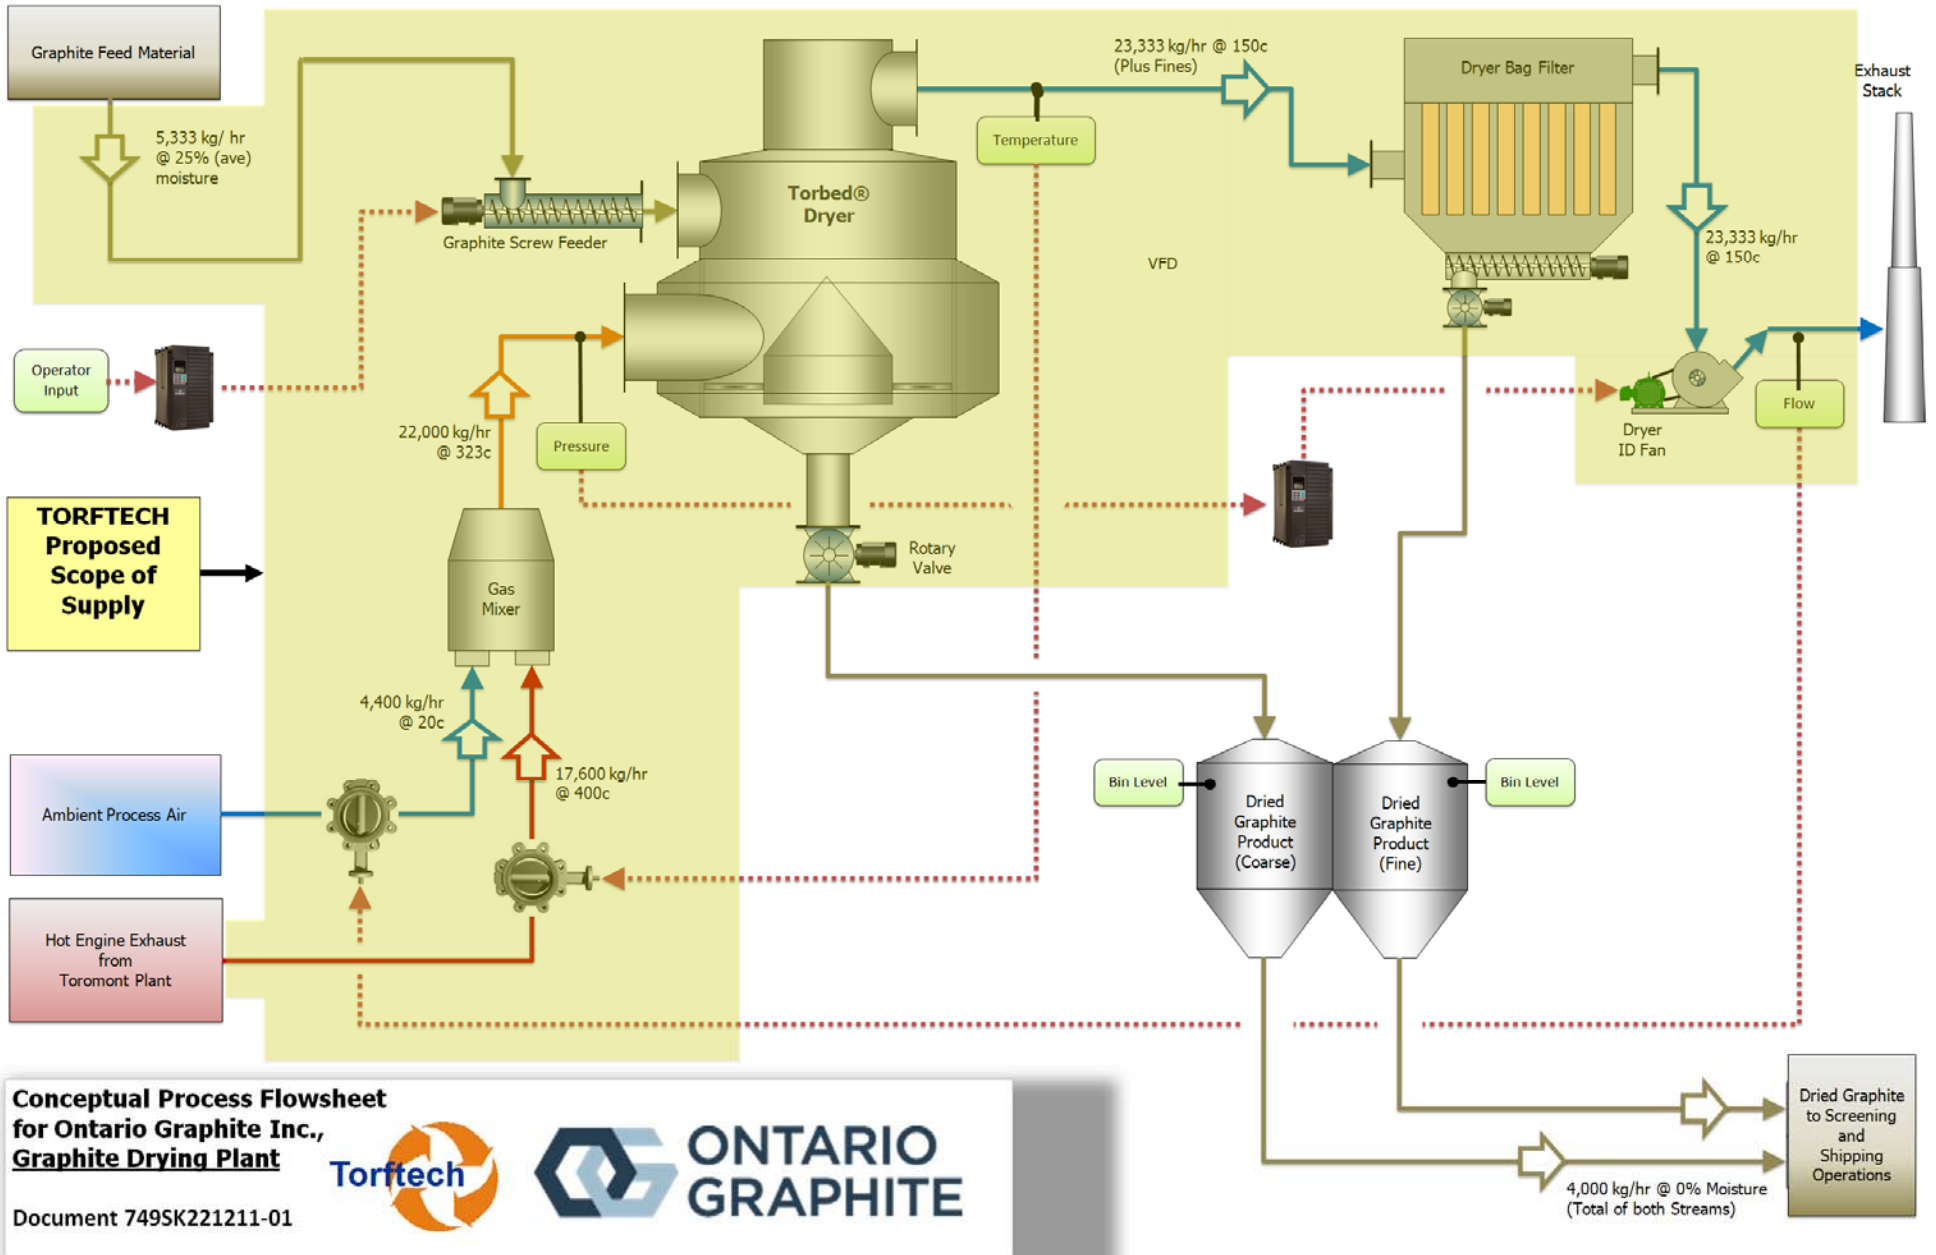 Graphite Feed Material
5,333 kg/ hr
@ 25% (ave)
moisture
Graphite Screw Feeder
Torbed®
Dryer
23,333 kg/hr @ 150c
(Plus Fines)
Temperature
Dryer Bag Filter
Exhaust
Stack
VFD
23,333 kg/hr
@ 150c
Operator
Input
22,000 kg/hr
@ 323c
Pressure
Dryer
ID Fan
Flow
TORFTECH
Proposed
Scope of
Supply
Gas
Mixer
Rotary
Valve
4,400 kg/hr
@ 20c
17,600 kg/hr
@ 400c
Ambient Process Air
Hot Engine Exhaust
from
Toromont Plant
Bin Level
Dried
Graphite
Product
(Coarse)
Dried
Graphite
Product
(Fine)
Bin Level
Conceptual Process Flowsheet
for Ontario Graphite Inc.,
Graphite Drying Plant
Document 749SK221211-01
Torftech
ONTARIO
GRAPHITE
4,000 kg/hr @ 0% Moisture
(Total of both Streams)
Dried Graphite
to Screening
and
Shipping
Operations